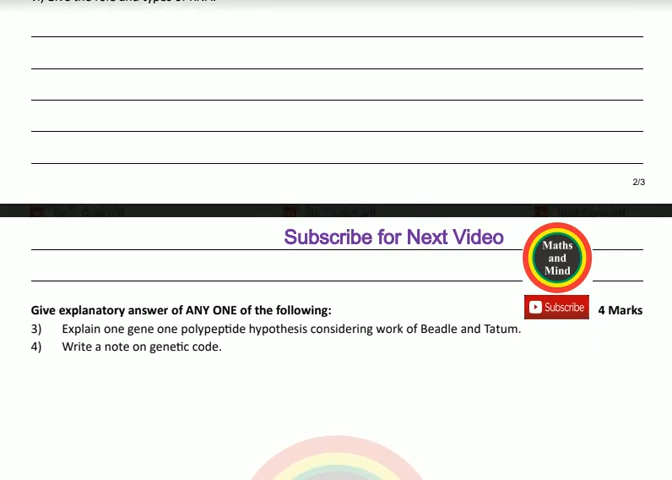 2/3
Subscribe for Next Video
Maths
and
Mind
Subscribe
Give explanatory answer of ANY ONE of the following: 4 Marks
3) Explain one gene one polypeptide hypothesis considering work of Beadle and Tatum.
4) Write a note on genetic code.